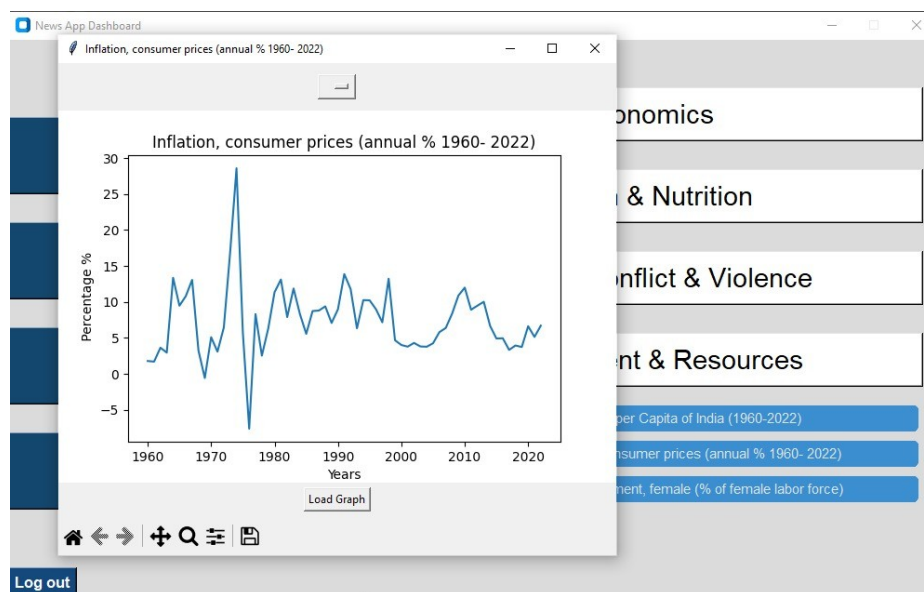 News App Dashboard
Inflation, consumer prices (annual % 1960- 2022)
Inflation, consumer prices (annual % 1960- 2022)
Percentage %
30
25
20
15
10
5
0
−5
1960 1970 1980 1990 2000 2010 2020
Years
Load Graph
onomics
& Nutrition
nflict & Violence
nt & Resources
per Capita of India (1960-2022)
nsumer prices (annual % 1960- 2022)
ment, female (% of female labor force)
Log out